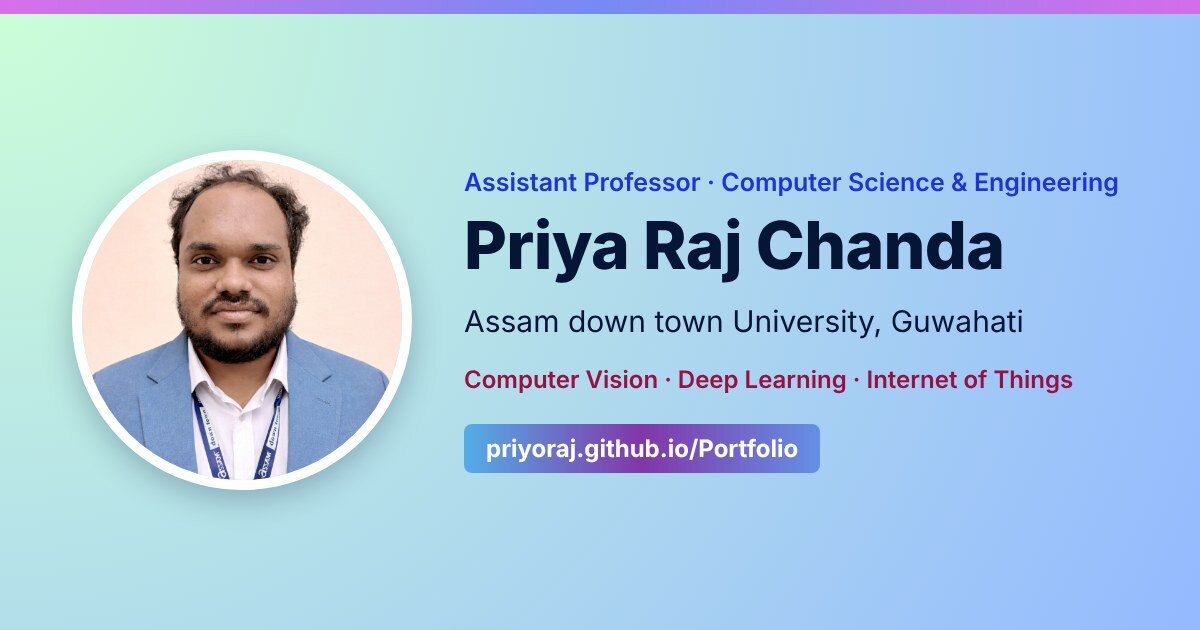 Assistant Professor · Computer Science & Engineering
Priya Raj Chanda
Assam down town University, Guwahati
Computer Vision · Deep Learning · Internet of Things
priyoraj.github.io/Portfolio